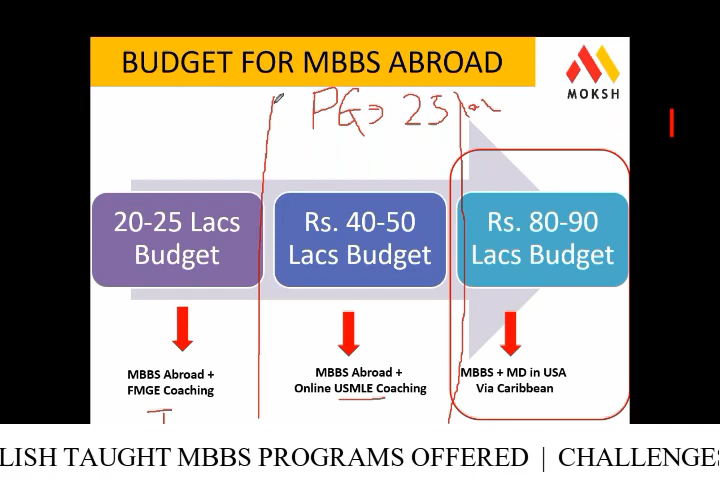 BUDGET FOR MBBS ABROAD
MOKSH
PG 25
20-25 Lacs
Budget
Rs. 40-50
Lacs Budget
Rs. 80-90
Lacs Budget
MBBS Abroad +
FMGE Coaching
MBBS Abroad +
Online USMLE Coaching
MBBS + MD in USA
Via Caribbean
LISH TAUGHT MBBS PROGRAMS OFFERED | CHALLENGES